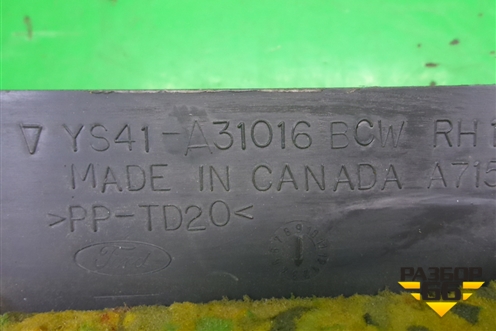 YS41-A31016 BCW RH
MADE IN CANADA A715
>PP-TD20<
Ford
РАЗБОР